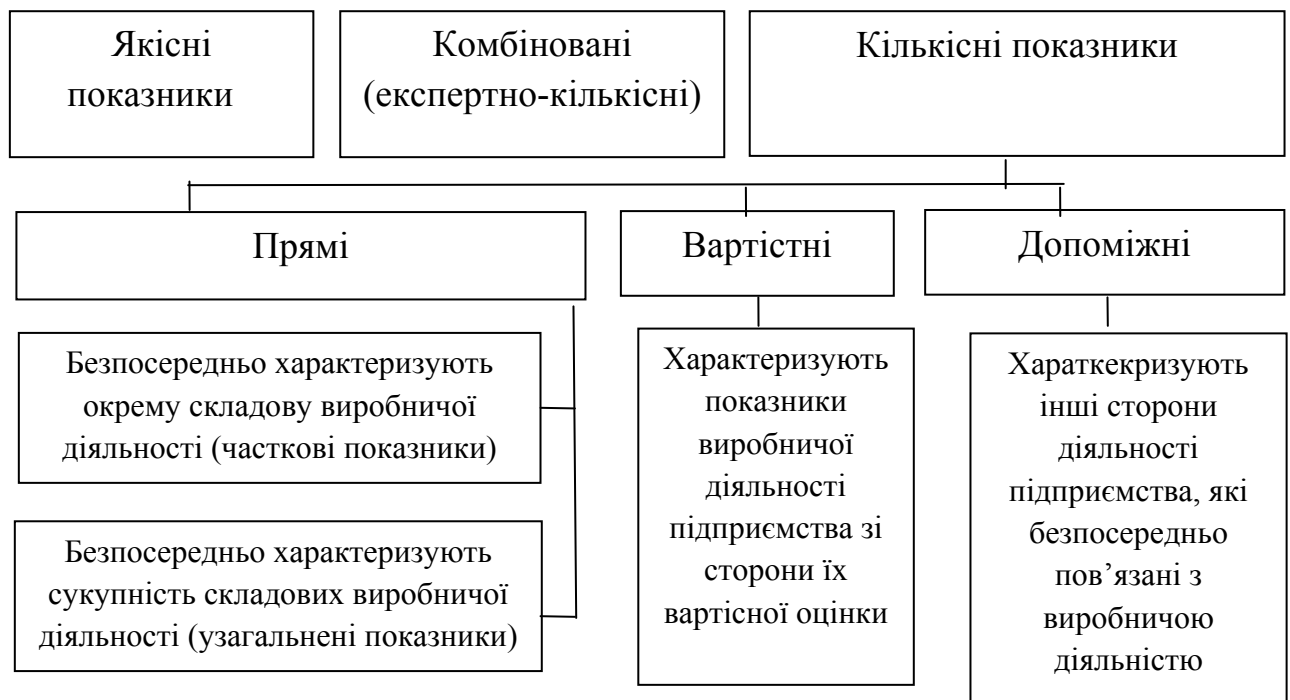 Якісні
показники
Комбіновані
(експертно-кількісні)
Кількісні показники
Прямі
Вартістні
Допоміжні
Безпосередньо характеризують
окрему складову виробничої
діяльності (часткові показники)
Безпосередньо характеризують
сукупність складових виробничої
діяльності (узагальнені показники)
Характеризують
показники
виробничої
діяльності
підприємства зі
сторони їх
вартісної оцінки
Хараткекризують
інші сторони
діяльності
підприємства, які
безпосередньо
пов’язані з
виробничою
діяльністю